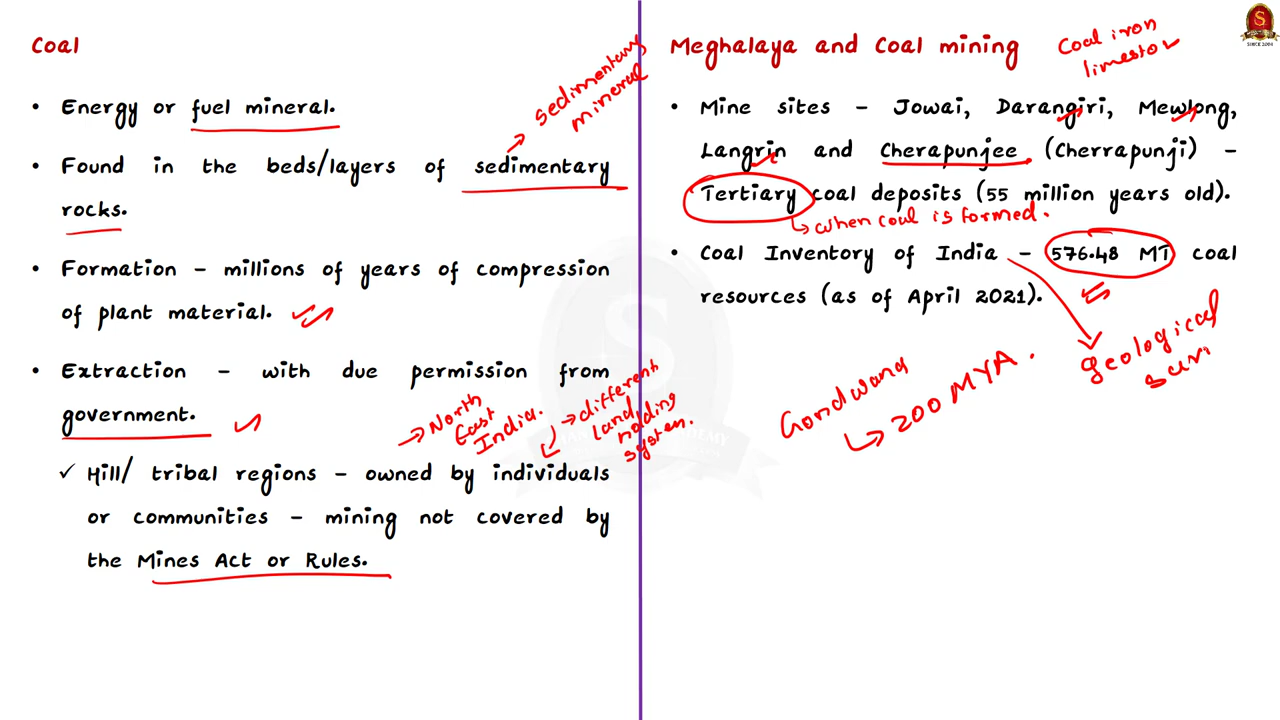 Coal
• Energy or fuel mineral.
• Found in the beds/layers of sedimentary
rocks.
sedimentary
mineral
• Formation – millions of years of compression
of plant material.
• Extraction – with due permission from
government.
→ North
East
India.
→ different
land
holding
system.
✓ Hill/ tribal regions – owned by individuals
or communities – mining not covered by
the Mines Act or Rules.
Meghalaya and Coal mining
Coal iron
• Mine sites – Jowai, Darangiri, Mewlong,
Langrin and Cherapunjee (Cherrapunji) –
Tertiary coal deposits (55 million years old).
↳ when coal is formed.
• Coal Inventory of India – 576.48 MT coal
resources (as of April 2021).
geological
Gondwana
↳ 200 MYA.
S
SINCE 2004